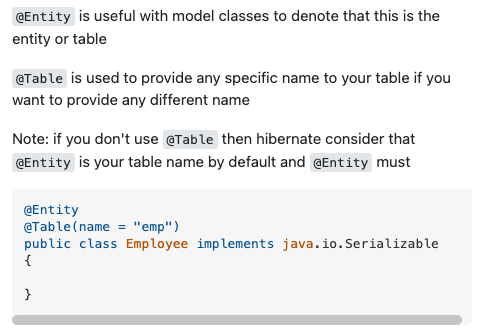 @Entity is useful with model classes to denote that this is the
entity or table
@Table is used to provide any specific name to your table if you
want to provide any different name
Note: if you don't use @Table then hibernate consider that
@Entity is your table name by default and @Entity must
@Entity
@Table(name = "emp")
public class Employee implements java.io.Serializable
{
}